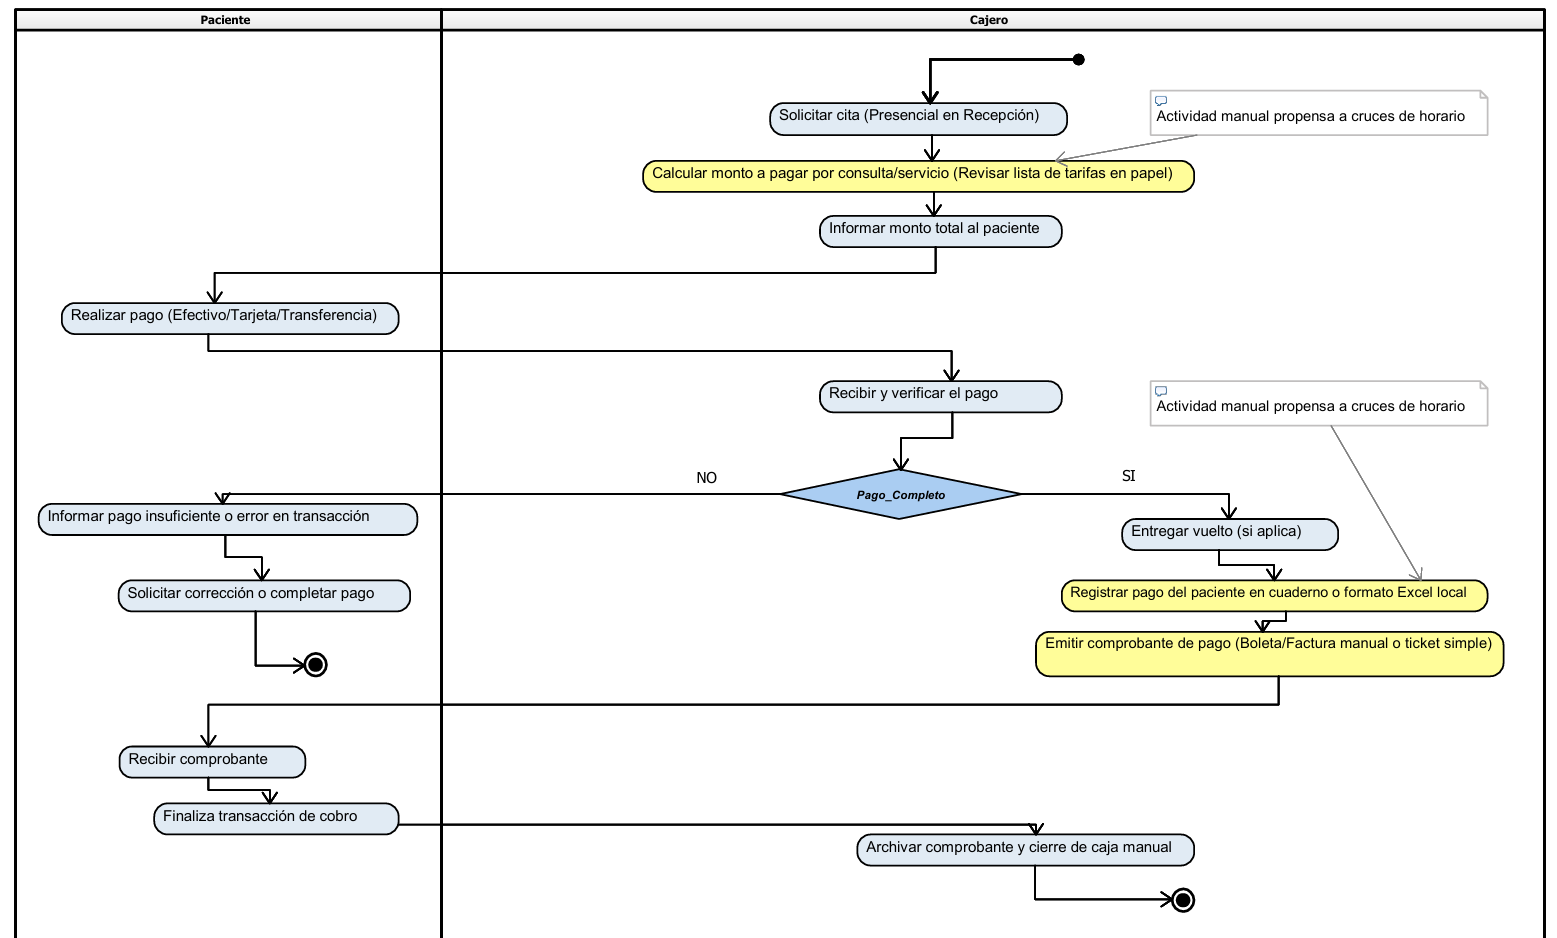 Paciente
Cajero
Solicitar cita (Presencial en Recepción)
Actividad manual propensa a cruces de horario
Calcular monto a pagar por consulta/servicio (Revisar lista de tarifas en papel)
Informar monto total al paciente
Realizar pago (Efectivo/Tarjeta/Transferencia)
Recibir y verificar el pago
Actividad manual propensa a cruces de horario
NO
SI
Pago_Completo
Informar pago insuficiente o error en transacción
Entregar vuelto (si aplica)
Solicitar corrección o completar pago
Registrar pago del paciente en cuaderno o formato Excel local
Emitir comprobante de pago (Boleta/Factura manual o ticket simple)
Recibir comprobante
Finaliza transacción de cobro
Archivar comprobante y cierre de caja manual